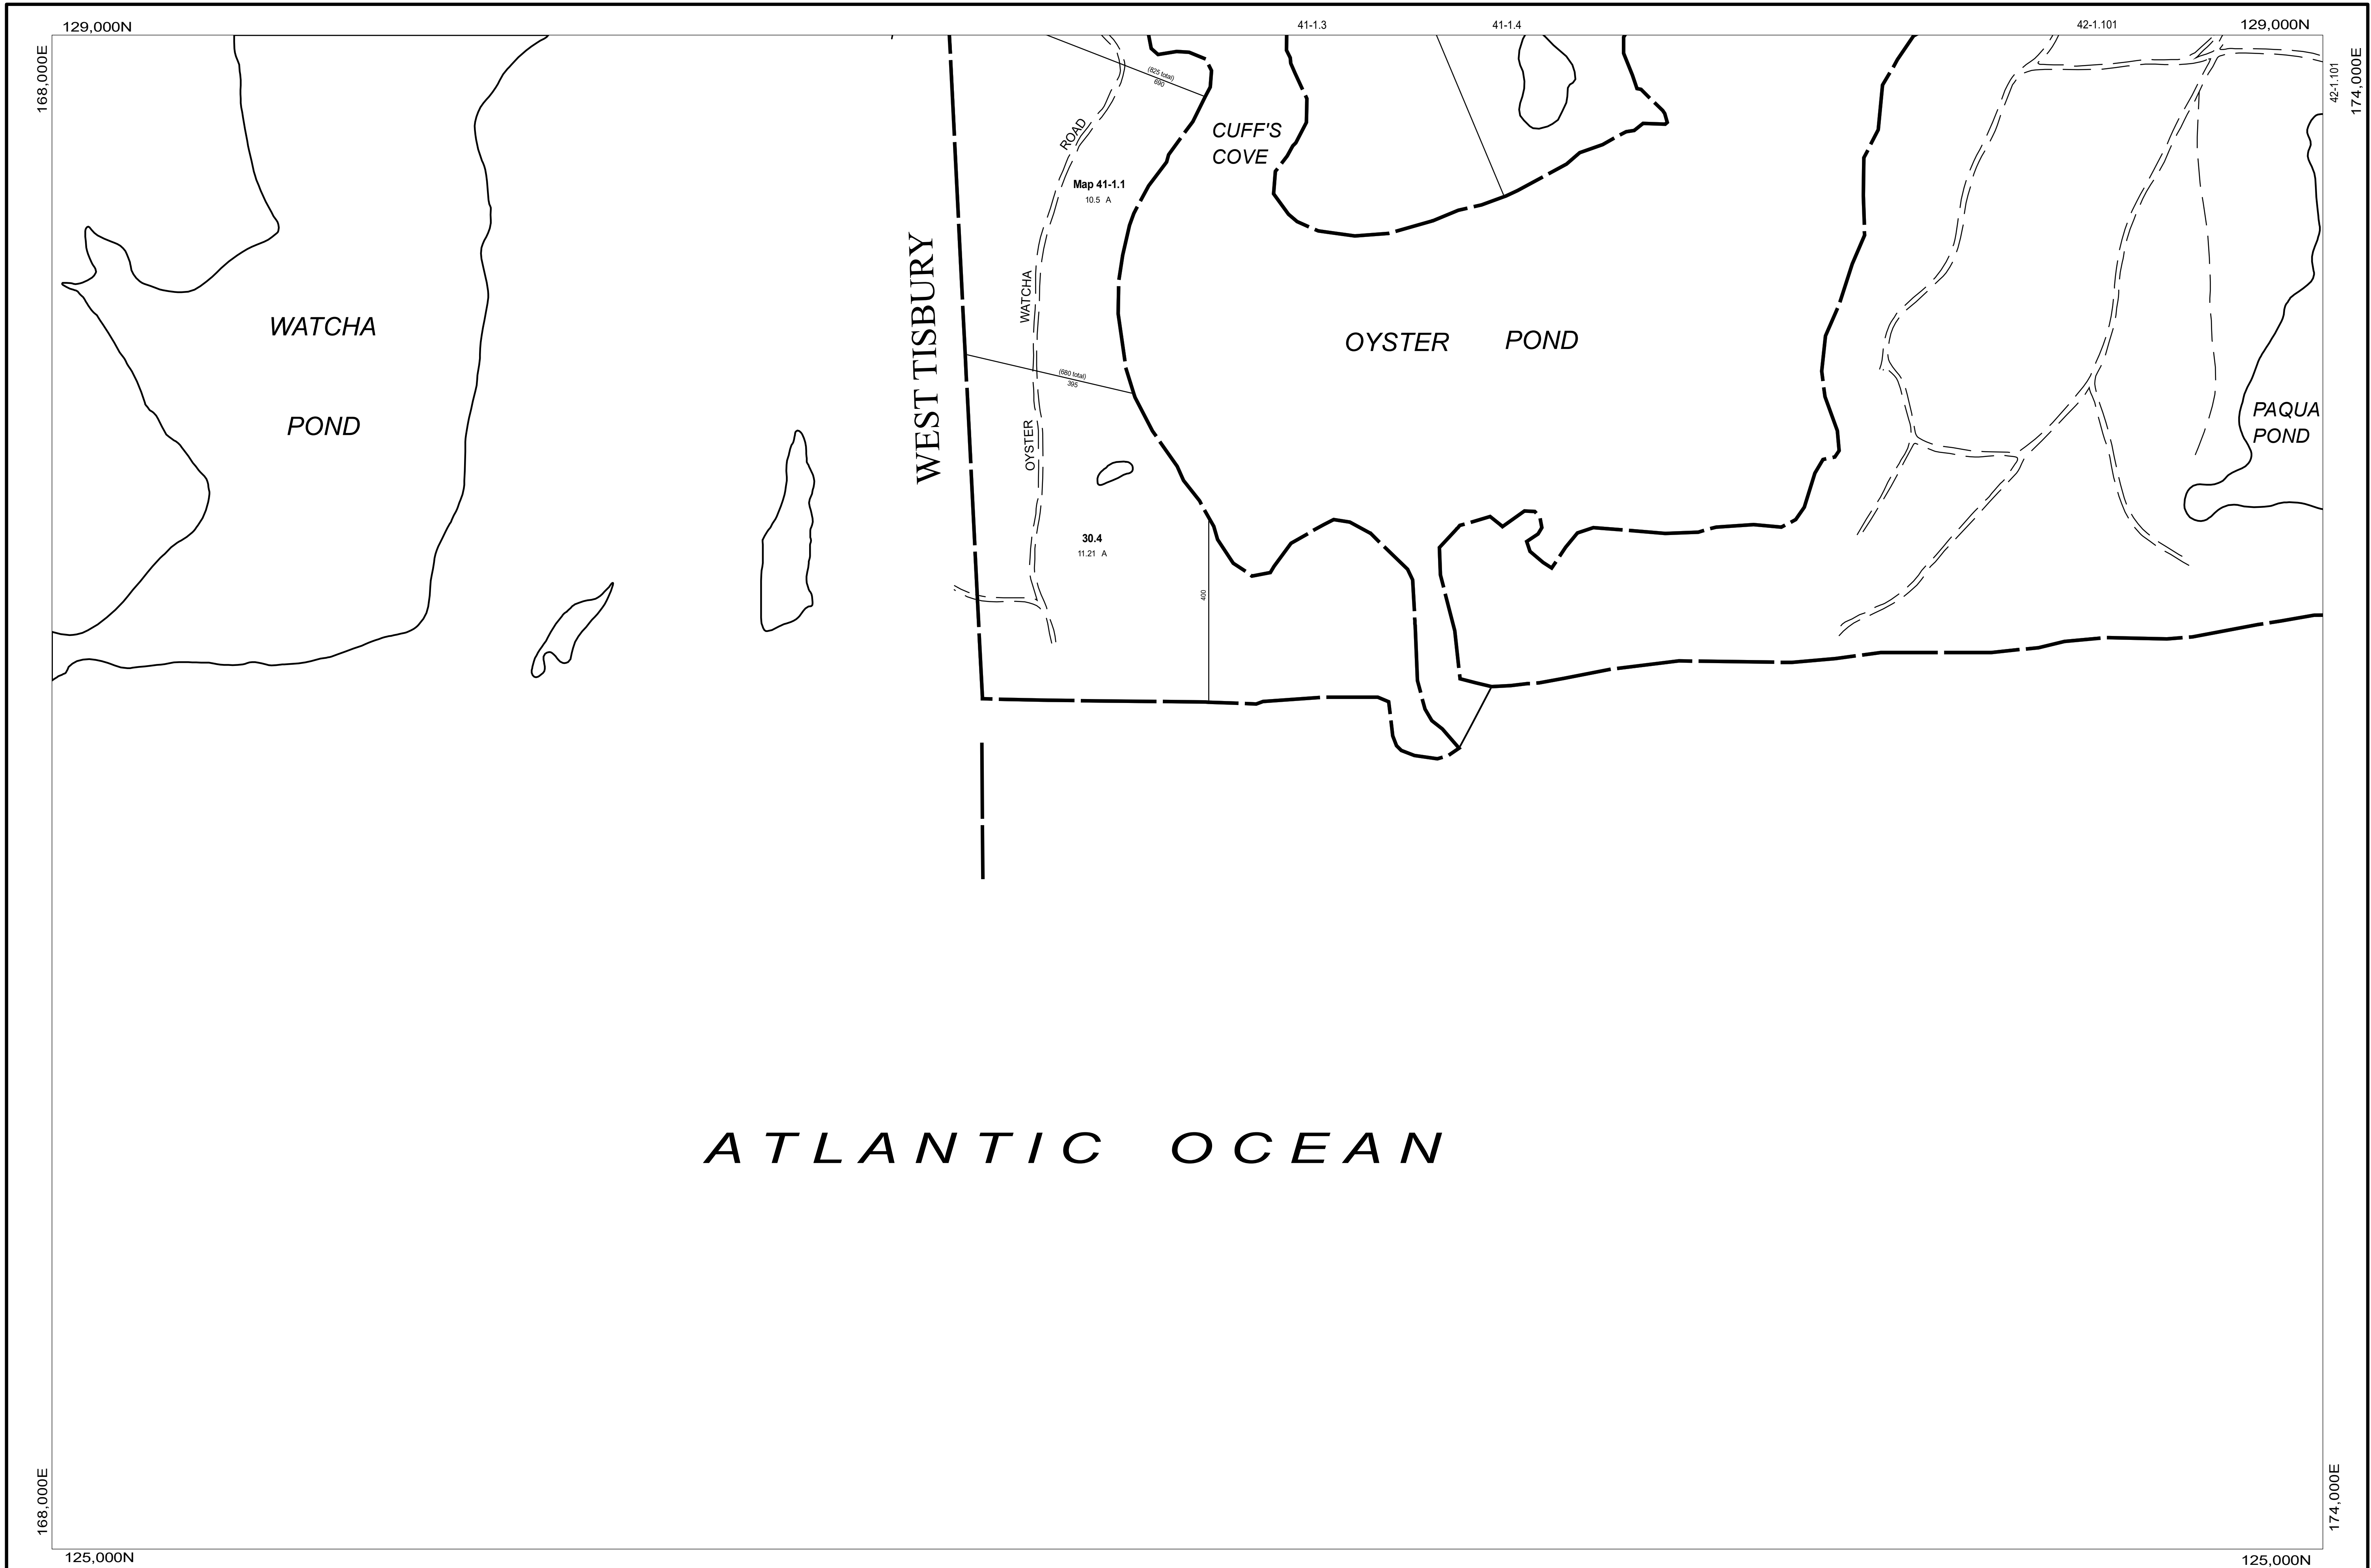 129,000N
41-1.3
41-1.4
42-1.101
129,000N
168,000E
42-1.101
174,000E
(825 total)
690
ROAD
CUFF'S
COVE
Map 41-1.1
10.5 A
WATCHA
POND
WEST TISBURY
WATCHA
OYSTER POND
(680 total)
395
OYSTER
PAQUA
POND
30.4
11.21 A
400
ATLANTIC OCEAN
168,000E
174,000E
125,000N
125,000N